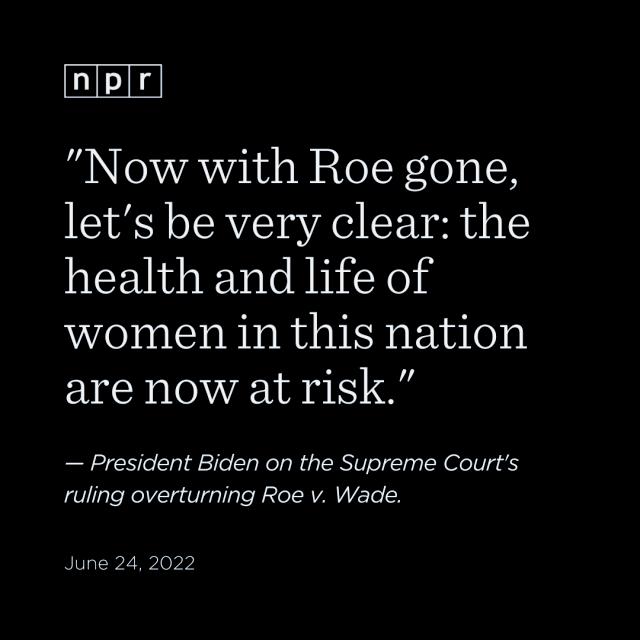 npr
"Now with Roe gone,
let's be very clear: the
health and life of
women in this nation
are now at risk."
— President Biden on the Supreme Court's
ruling overturning Roe v. Wade.
June 24, 2022